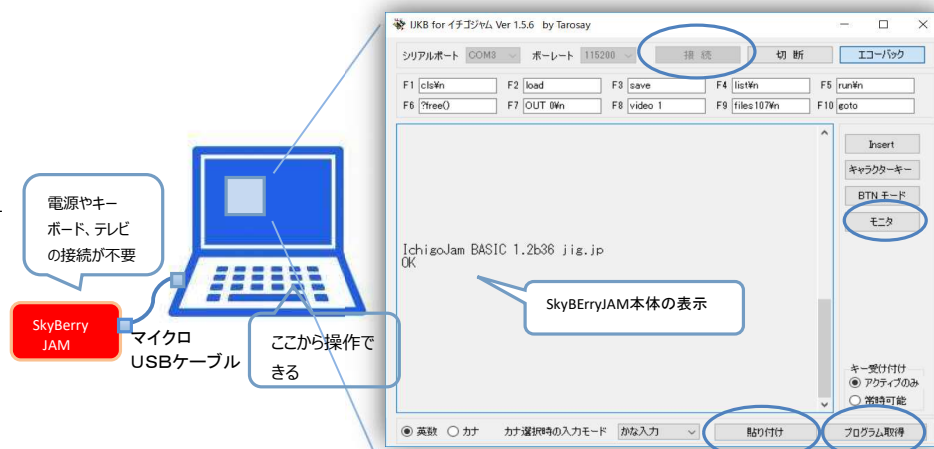 IJKB for イチゴジャム Ver 1.5.6 by Tarosay
シリアルポート COM3 ボーレート 115200 接 続 切 断 エコーバック
F1 cls¥n F2 load F3 save F4 list¥n F5 run¥n
F6 ?free() F7 OUT 0¥n F8 video 1 F9 files107¥n F10 goto
Insert
キャラクターキー
BTN モード
モニタ
IchigoJam BASIC 1.2b36 jig.jp
OK
SkyBErryJAM本体の表示
キー受け付け
アクティブのみ
常時可能
英数 カナ カナ選択時の入力モード かな入力 貼り付け プログラム取得
電源やキー
ボード、テレビ
の接続が不要
SkyBerry
JAM
マイクロ
USBケーブル
ここから操作で
きる